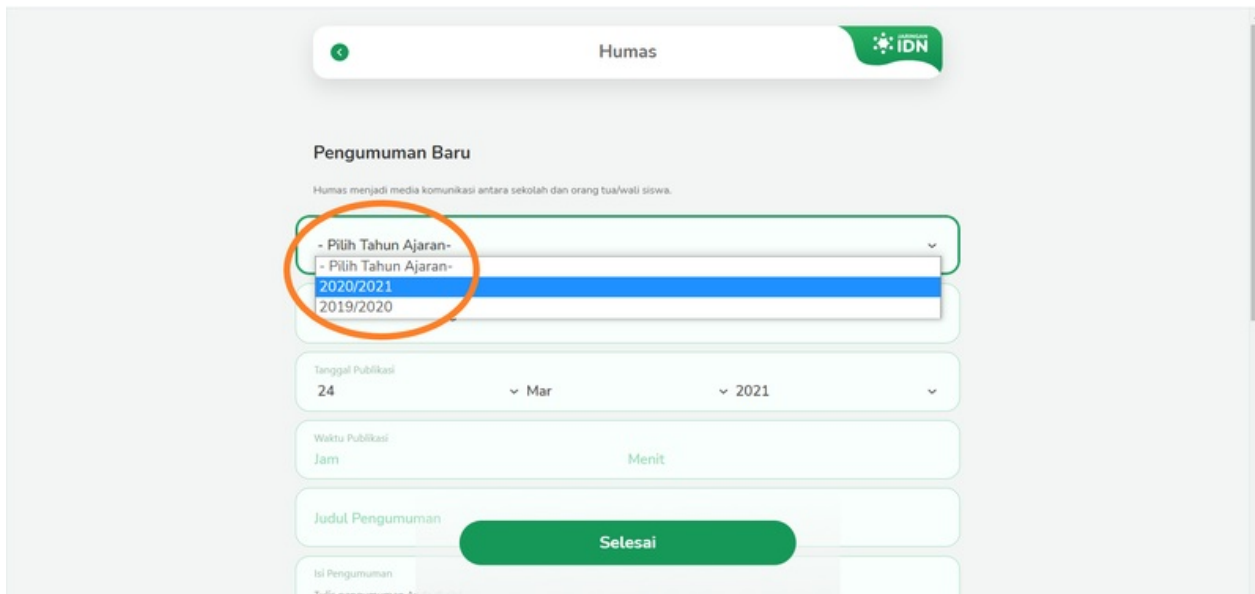 Humas
JARINGAN
IDN
Pengumuman Baru
Humas menjadi media komunikasi antara sekolah dan orang tua/wali siswa.
- Pilih Tahun Ajaran-
- Pilih Tahun Ajaran-
2020/2021
2019/2020
Tanggal Publikasi
24 Mar 2021
Waktu Publikasi
Jam Menit
Judul Pengumuman
Selesai
Isi Pengumuman